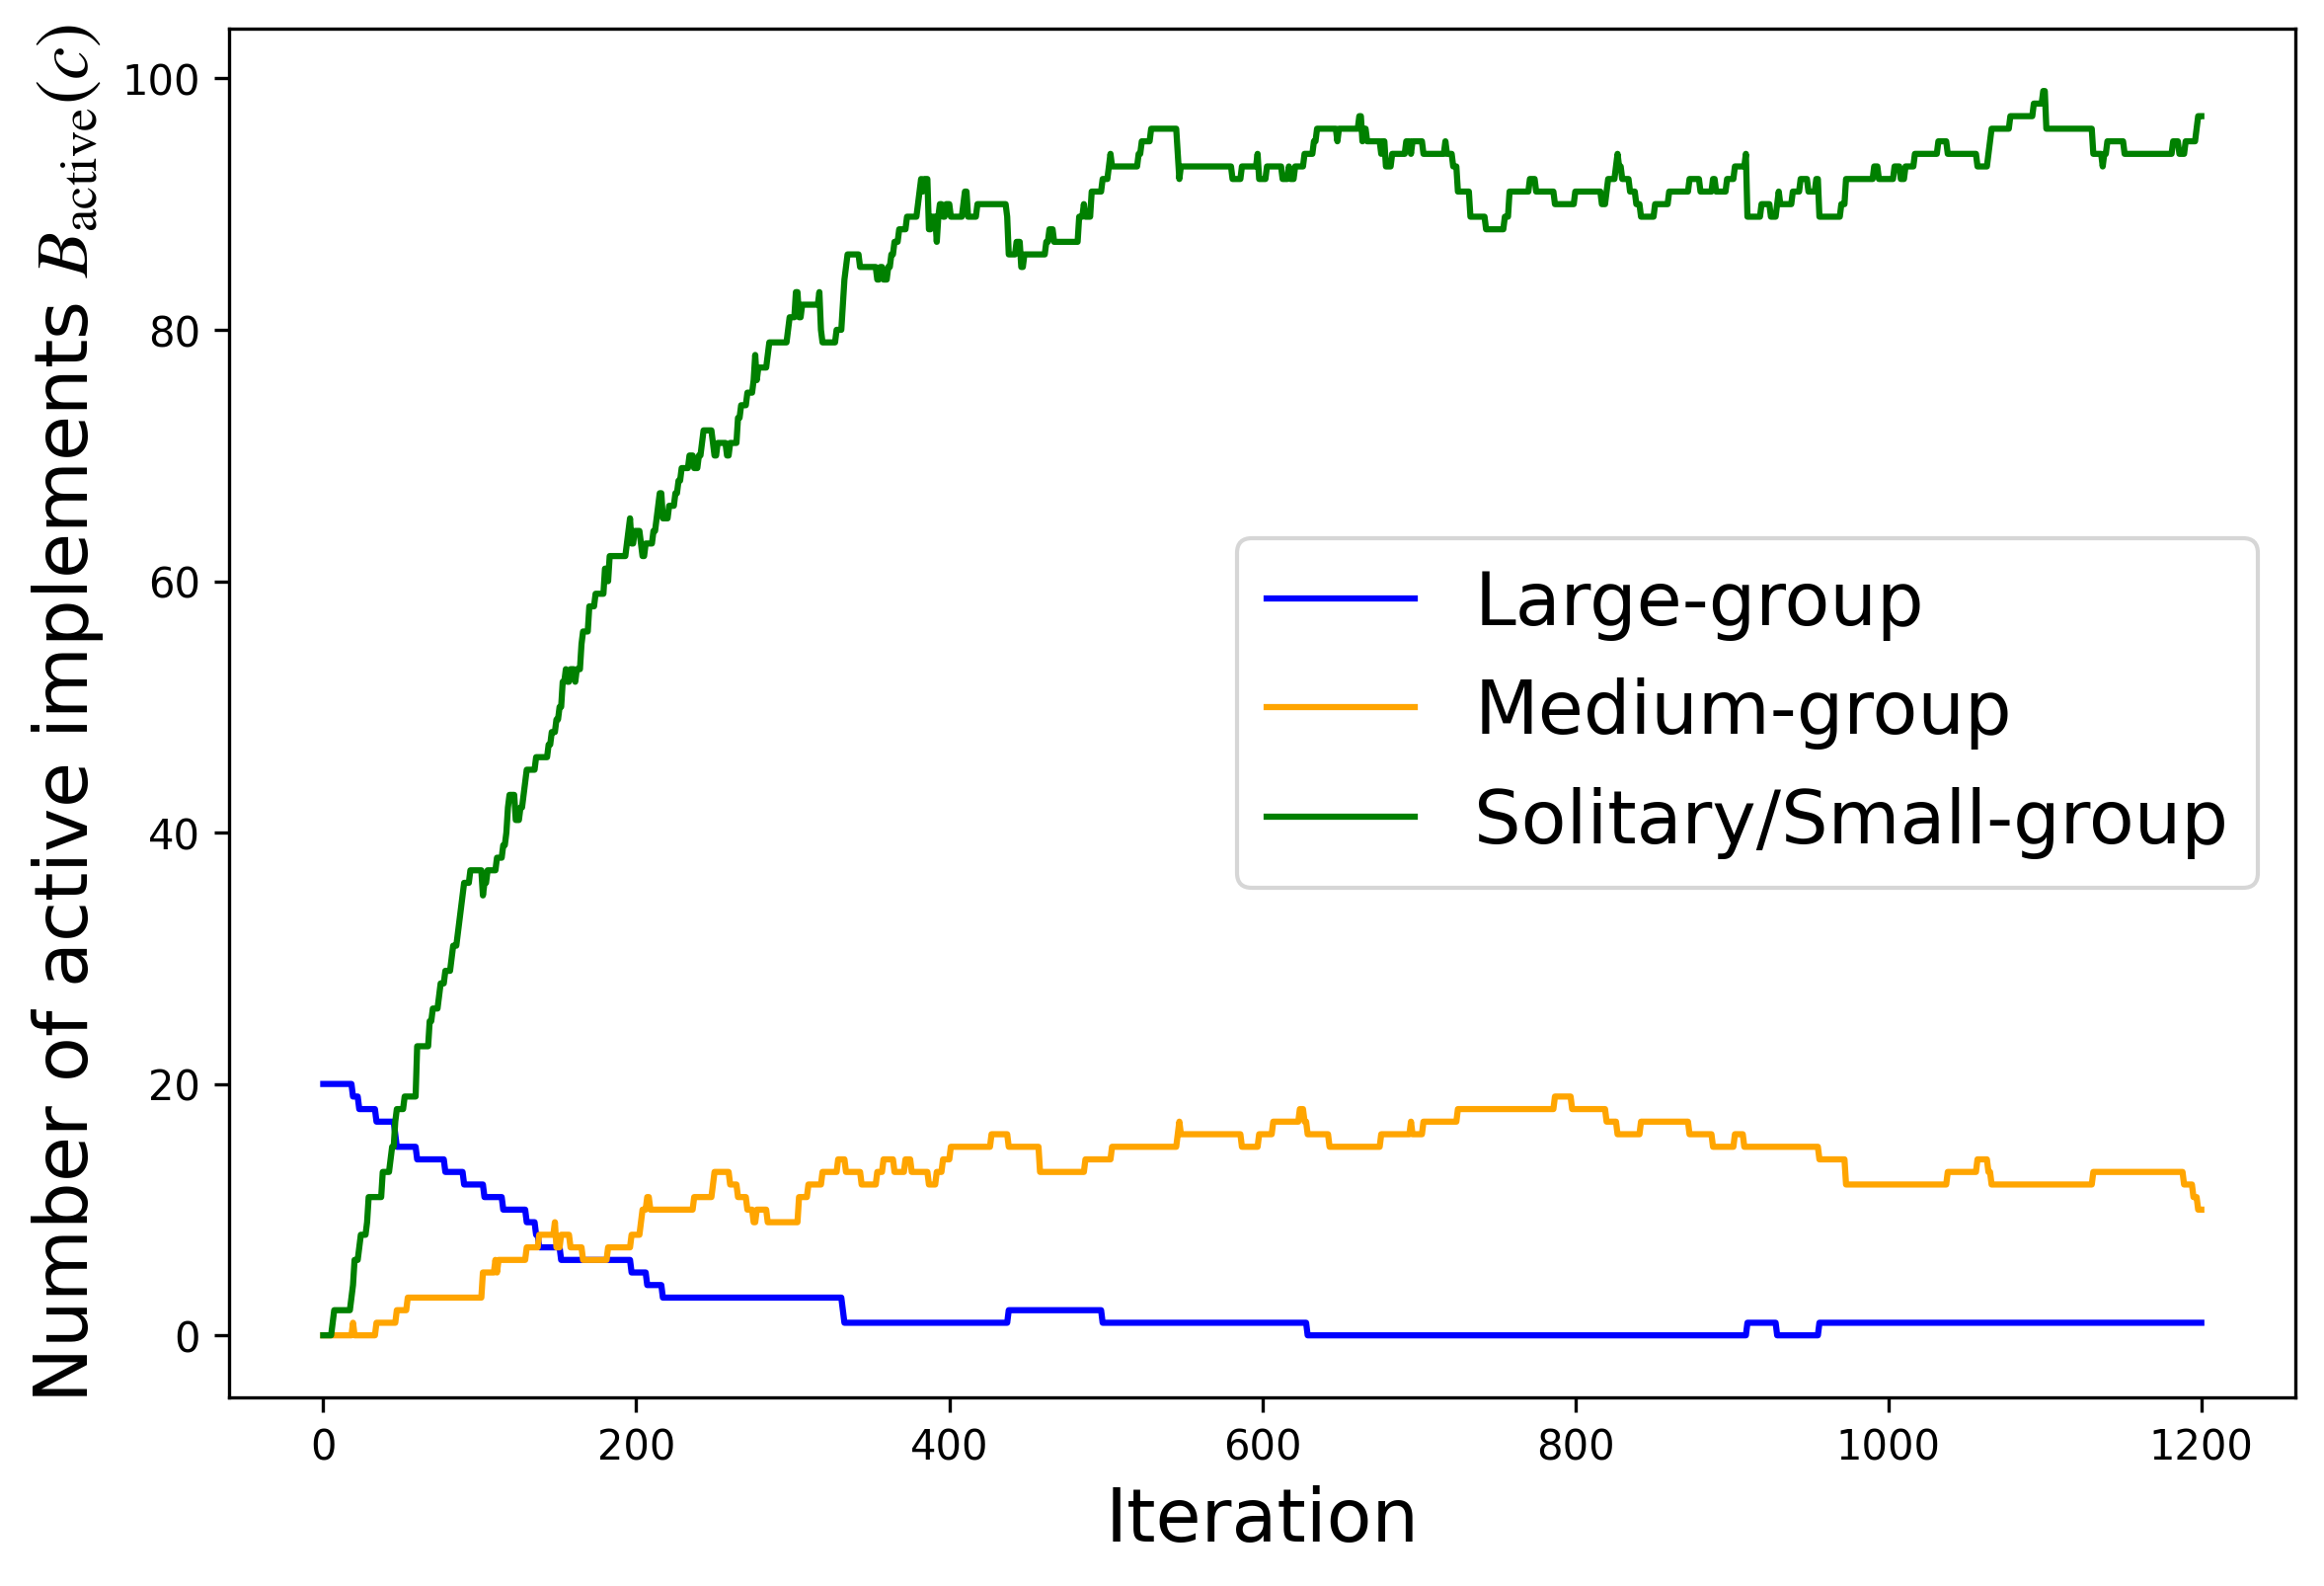 Number of active implements B_active(c)
100
80
60
40
20
0
Large-group
Medium-group
Solitary/Small-group
0 200 400 600 800 1000 1200
Iteration